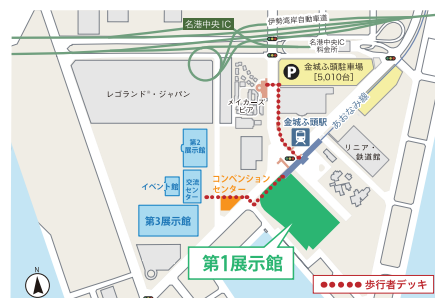 伊勢湾岸自動車道
名港中央IC
名港中央IC
料金所
P
金城ふ頭駐車場
[5,010台]
レゴランド®・ジャパン
メイカーズ
ピア
あおなみ線
金城ふ頭駅
リニア・
鉄道館
第2
展示館
コンベンション
センター
イベント館
交流
センター
第3展示館
第1展示館
N
歩行者デッキ